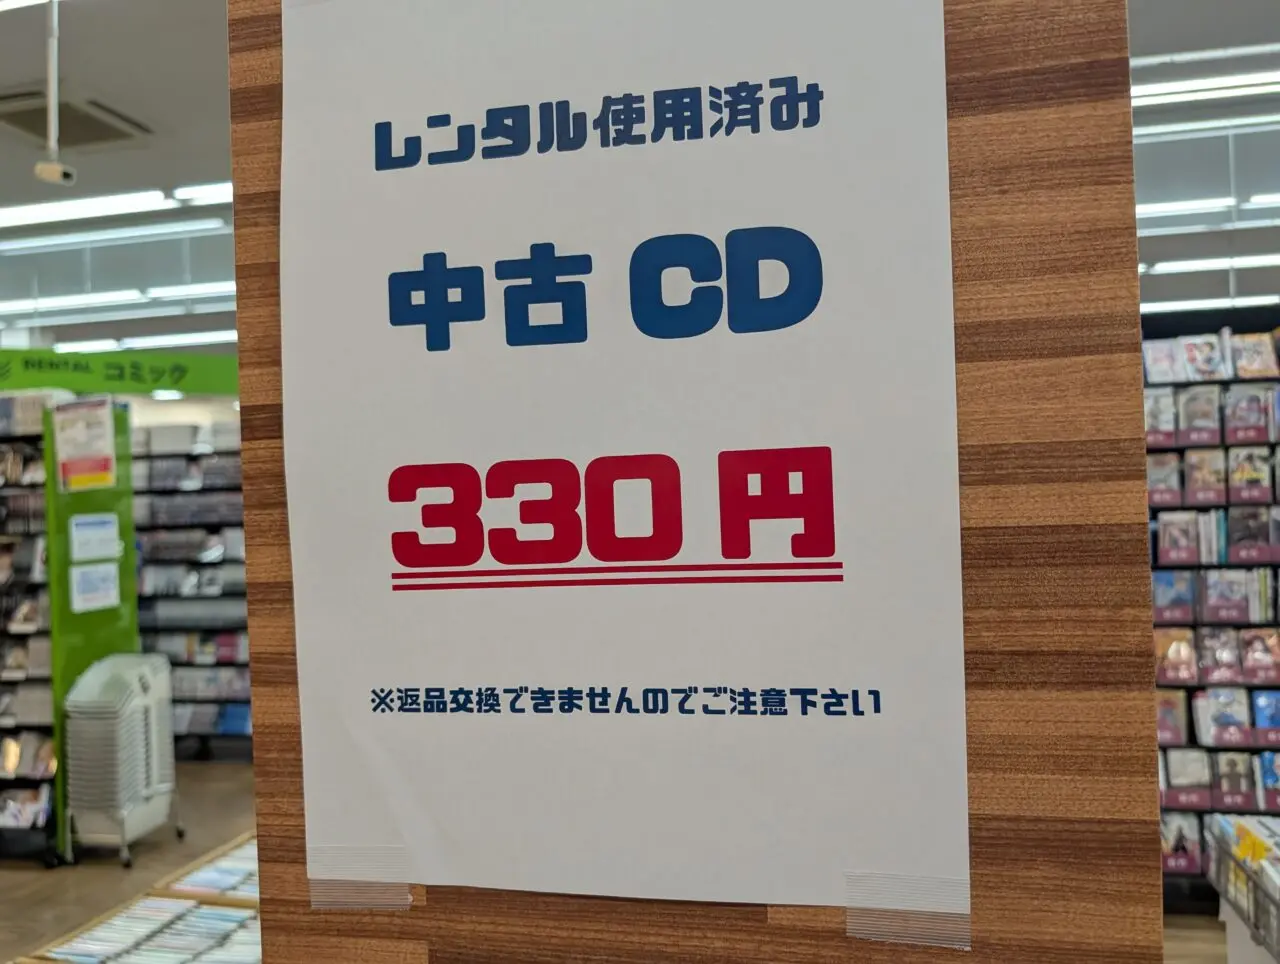 レンタル使用済み
中古 CD
330 円
※返品交換できませんのでご注意下さい
RENTAL コミック